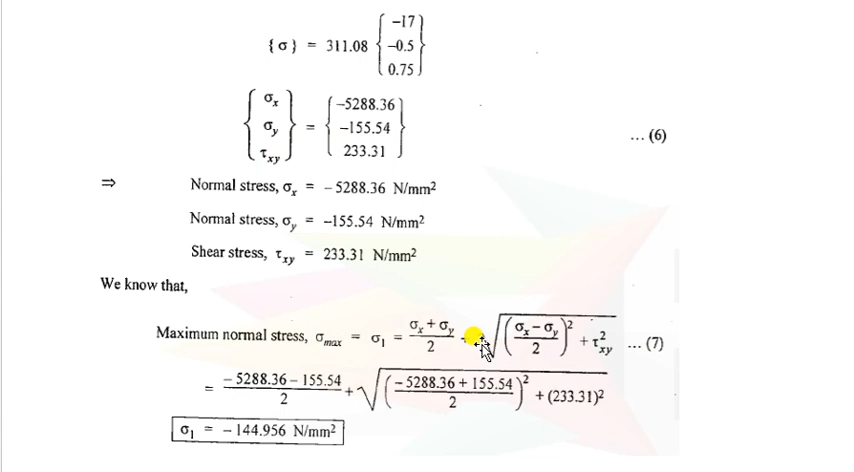 {σ} = 311.08 {−17 −0.5 0.75}
{σx σy τxy} = {−5288.36 −155.54 233.31} ... (6)
⇒ Normal stress, σx = − 5288.36 N/mm²
Normal stress, σy = −155.54 N/mm²
Shear stress, τxy = 233.31 N/mm²
We know that,
Maximum normal stress, σmax = σ1 = (σx + σy)/2 + √(((σx − σy)/2)² + τ²xy) ... (7)
= (− 5288.36 − 155.54)/2 + √(((− 5288.36 + 155.54)/2)² + (233.31)²)
σ1 = − 144.956 N/mm²